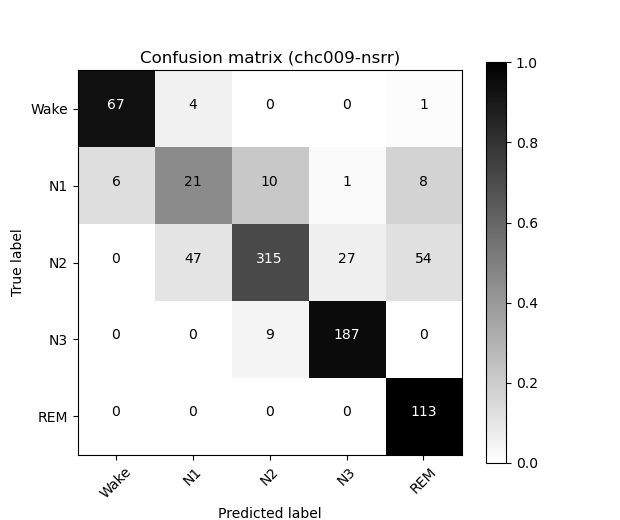 Confusion matrix (chc009-nsrr)
Wake 67 4 0 0 1
N1 6 21 10 1 8
N2 0 47 315 27 54
N3 0 0 9 187 0
REM 0 0 0 0 113
Wake N1 N2 N3 REM
Predicted label
True label
1.0
0.8
0.6
0.4
0.2
0.0